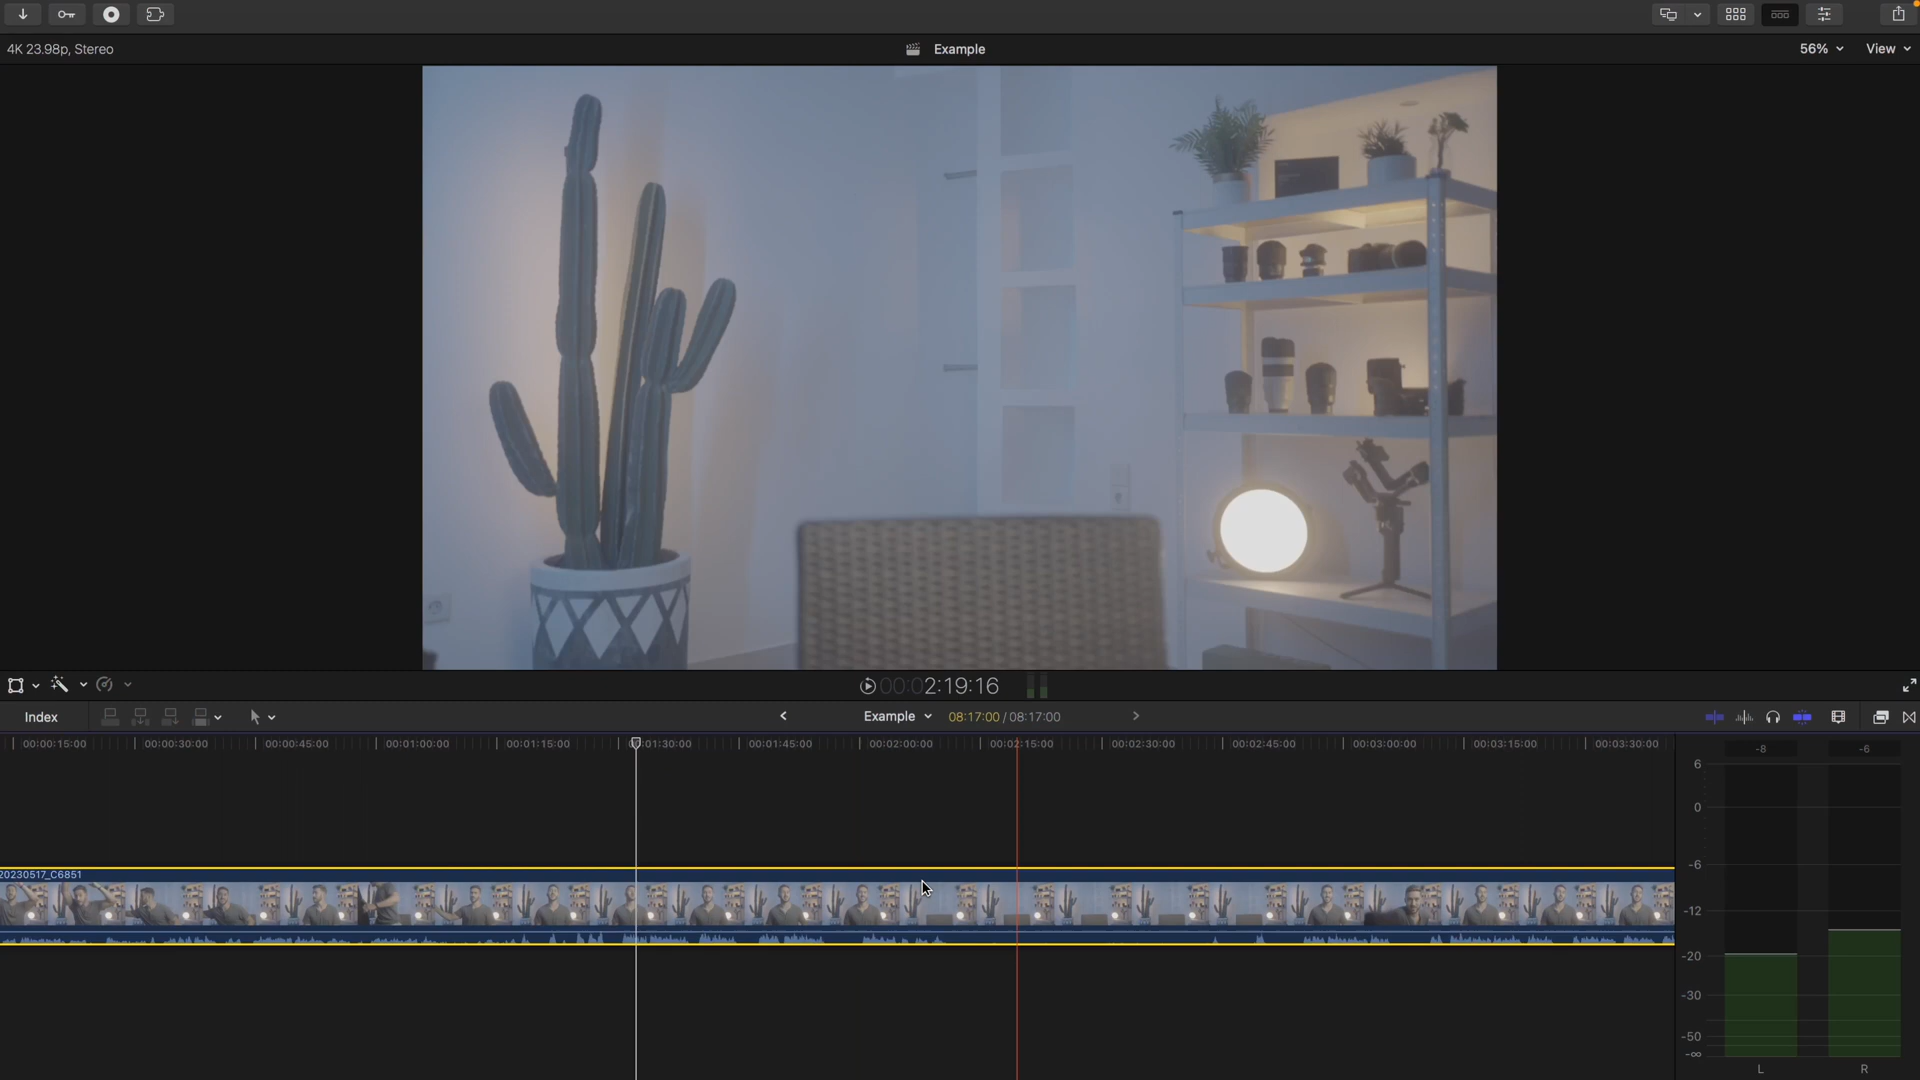 4K 23.98p, Stereo
Example
56%
View
00:02:19:16
Index
Example
08:17:00 / 08:17:00
00:00:15:00
00:00:30:00
00:00:45:00
00:01:00:00
00:01:15:00
00:01:30:00
00:01:45:00
00:02:00:00
00:02:15:00
00:02:30:00
00:02:45:00
00:03:00:00
00:03:15:00
00:03:30:00
-8
-6
6
0
-6
-12
-20
-30
-50
-∞
L
R
20230517_C6851